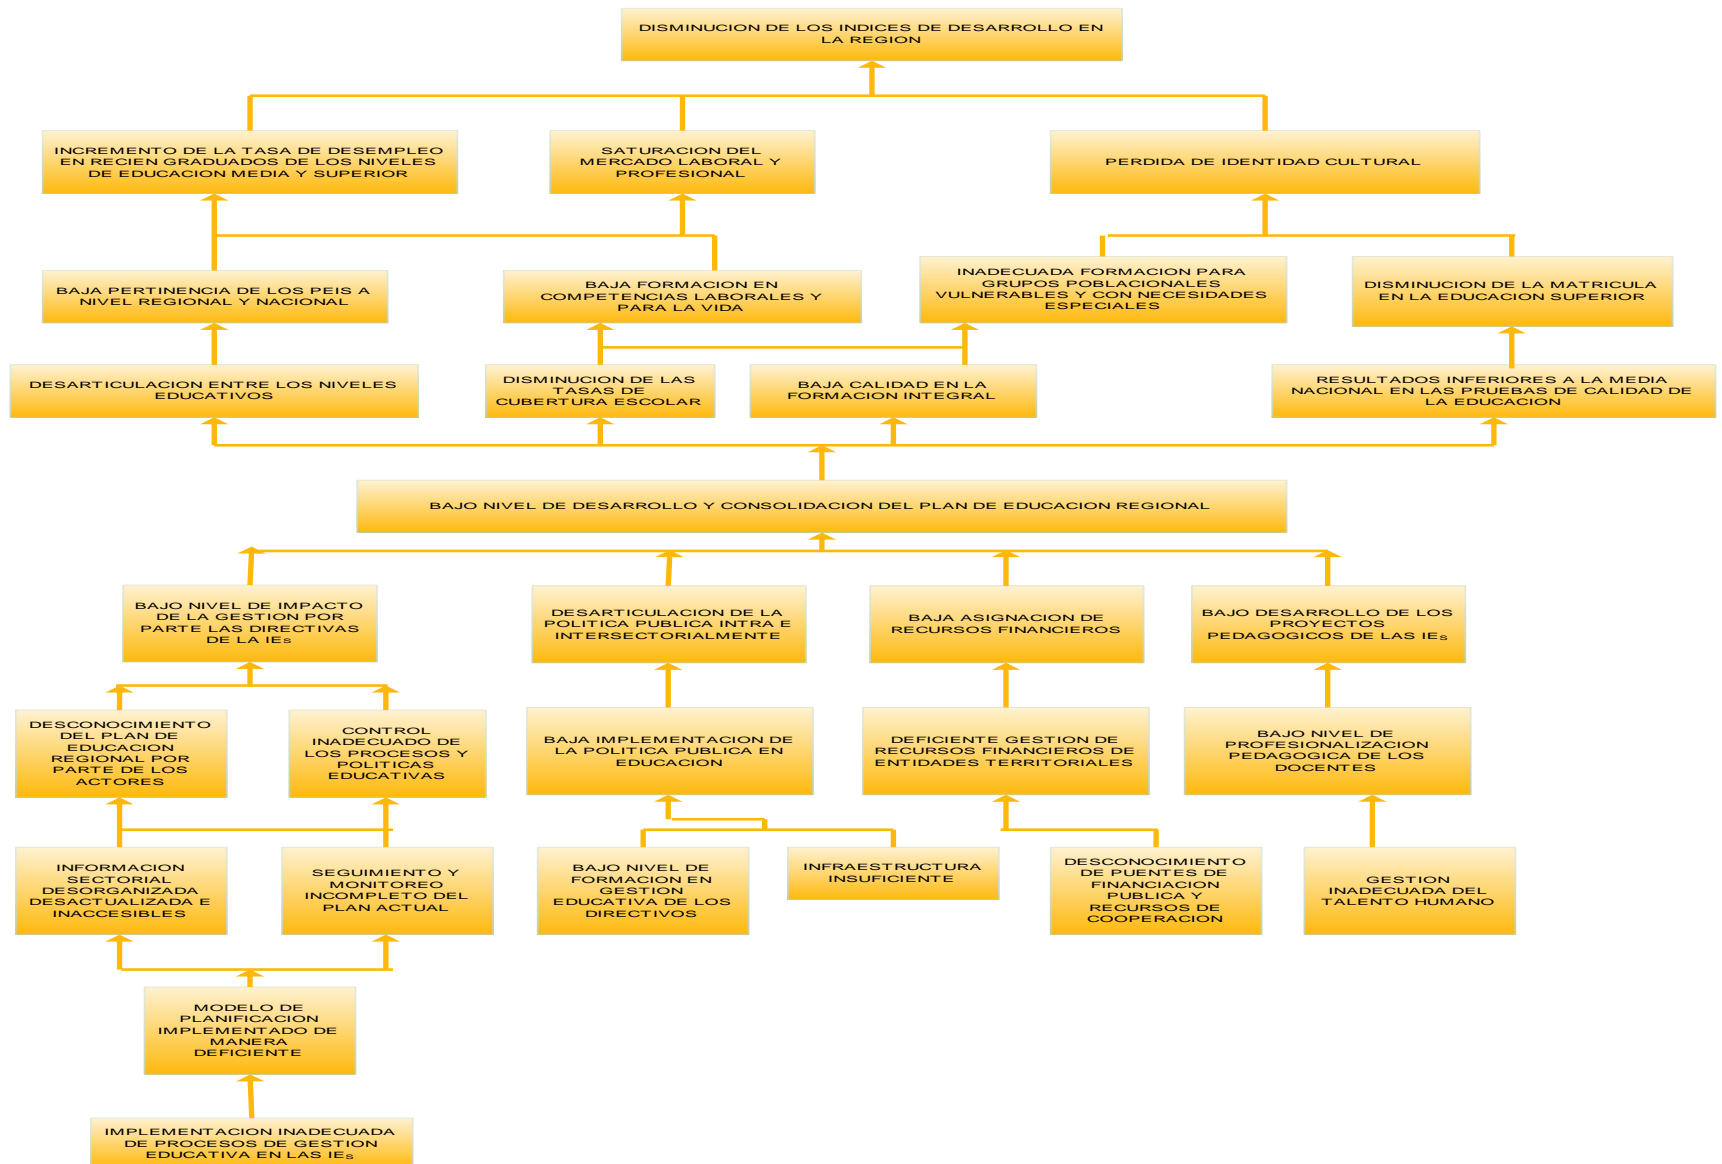 DISMINUCION DE LOS INDICES DE DESARROLLO EN
LA REGION
INCREMENTO DE LA TASA DE DESEMPLEO
EN RECIEN GRADUADOS DE LOS NIVELES
DE EDUCACION MEDIA Y SUPERIOR
SATURACION DEL
MERCADO LABORAL Y
PROFESIONAL
PERDIDA DE IDENTIDAD CULTURAL
BAJA PERTINENCIA DE LOS PEIS A
NIVEL REGIONAL Y NACIONAL
BAJA FORMACION EN
COMPETENCIAS LABORALES Y
PARA LA VIDA
INADECUADA FORMACION PARA
GRUPOS POBLACIONALES
VULNERABLES Y CON NECESIDADES
ESPECIALES
DISMINUCION DE LA MATRICULA
EN LA EDUCACION SUPERIOR
DESARTICULACION ENTRE LOS NIVELES
EDUCATIVOS
DISMINUCION DE LAS
TASAS DE
CUBERTURA ESCOLAR
BAJA CALIDAD EN LA
FORMACION INTEGRAL
RESULTADOS INFERIORES A LA MEDIA
NACIONAL EN LAS PRUEBAS DE CALIDAD DE
LA EDUCACION
BAJO NIVEL DE DESARROLLO Y CONSOLIDACION DEL PLAN DE EDUCACION REGIONAL
BAJO NIVEL DE IMPACTO
DE LA GESTION POR
PARTE LAS DIRECTIVAS
DE LA IEs
DESARTICULACION DE LA
POLITICA PUBLICA INTRA E
INTERSECTORIALMENTE
BAJA ASIGNACION DE
RECURSOS FINANCIEROS
BAJO DESARROLLO DE LOS
PROYECTOS
PEDAGOGICOS DE LAS IEs
DESCONOCIMIENTO
DEL PLAN DE
EDUCACION
REGIONAL POR
PARTE DE LOS
ACTORES
CONTROL
INADECUADO DE
LOS PROCESOS Y
POLITICAS
EDUCATIVAS
BAJA IMPLEMENTACION DE
LA POLITICA PUBLICA EN
EDUCACION
DEFICIENTE GESTION DE
RECURSOS FINANCIEROS DE
ENTIDADES TERRITORIALES
BAJO NIVEL DE
PROFESIONALIZACION
PEDAGOGICA DE LOS
DOCENTES
INFORMACION
SECTORIAL
DESORGANIZADA
DESACTUALIZADA E
INACCESIBLES
SEGUIMIENTO Y
MONITOREO
INCOMPLETO DEL
PLAN ACTUAL
BAJO NIVEL DE
FORMACION EN
GESTION
EDUCATIVA DE LOS
DIRECTIVOS
INFRAESTRUCTURA
INSUFICIENTE
DESCONOCIMIENTO
DE PUENTES DE
FINANCIACION
PUBLICA Y
RECURSOS DE
COOPERACION
GESTION
INADECUADA DEL
TALENTO HUMANO
MODELO DE
PLANIFICACION
IMPLEMENTADO DE
MANERA
DEFICIENTE
IMPLEMENTACION INADECUADA
DE PROCESOS DE GESTION
EDUCATIVA EN LAS IEs